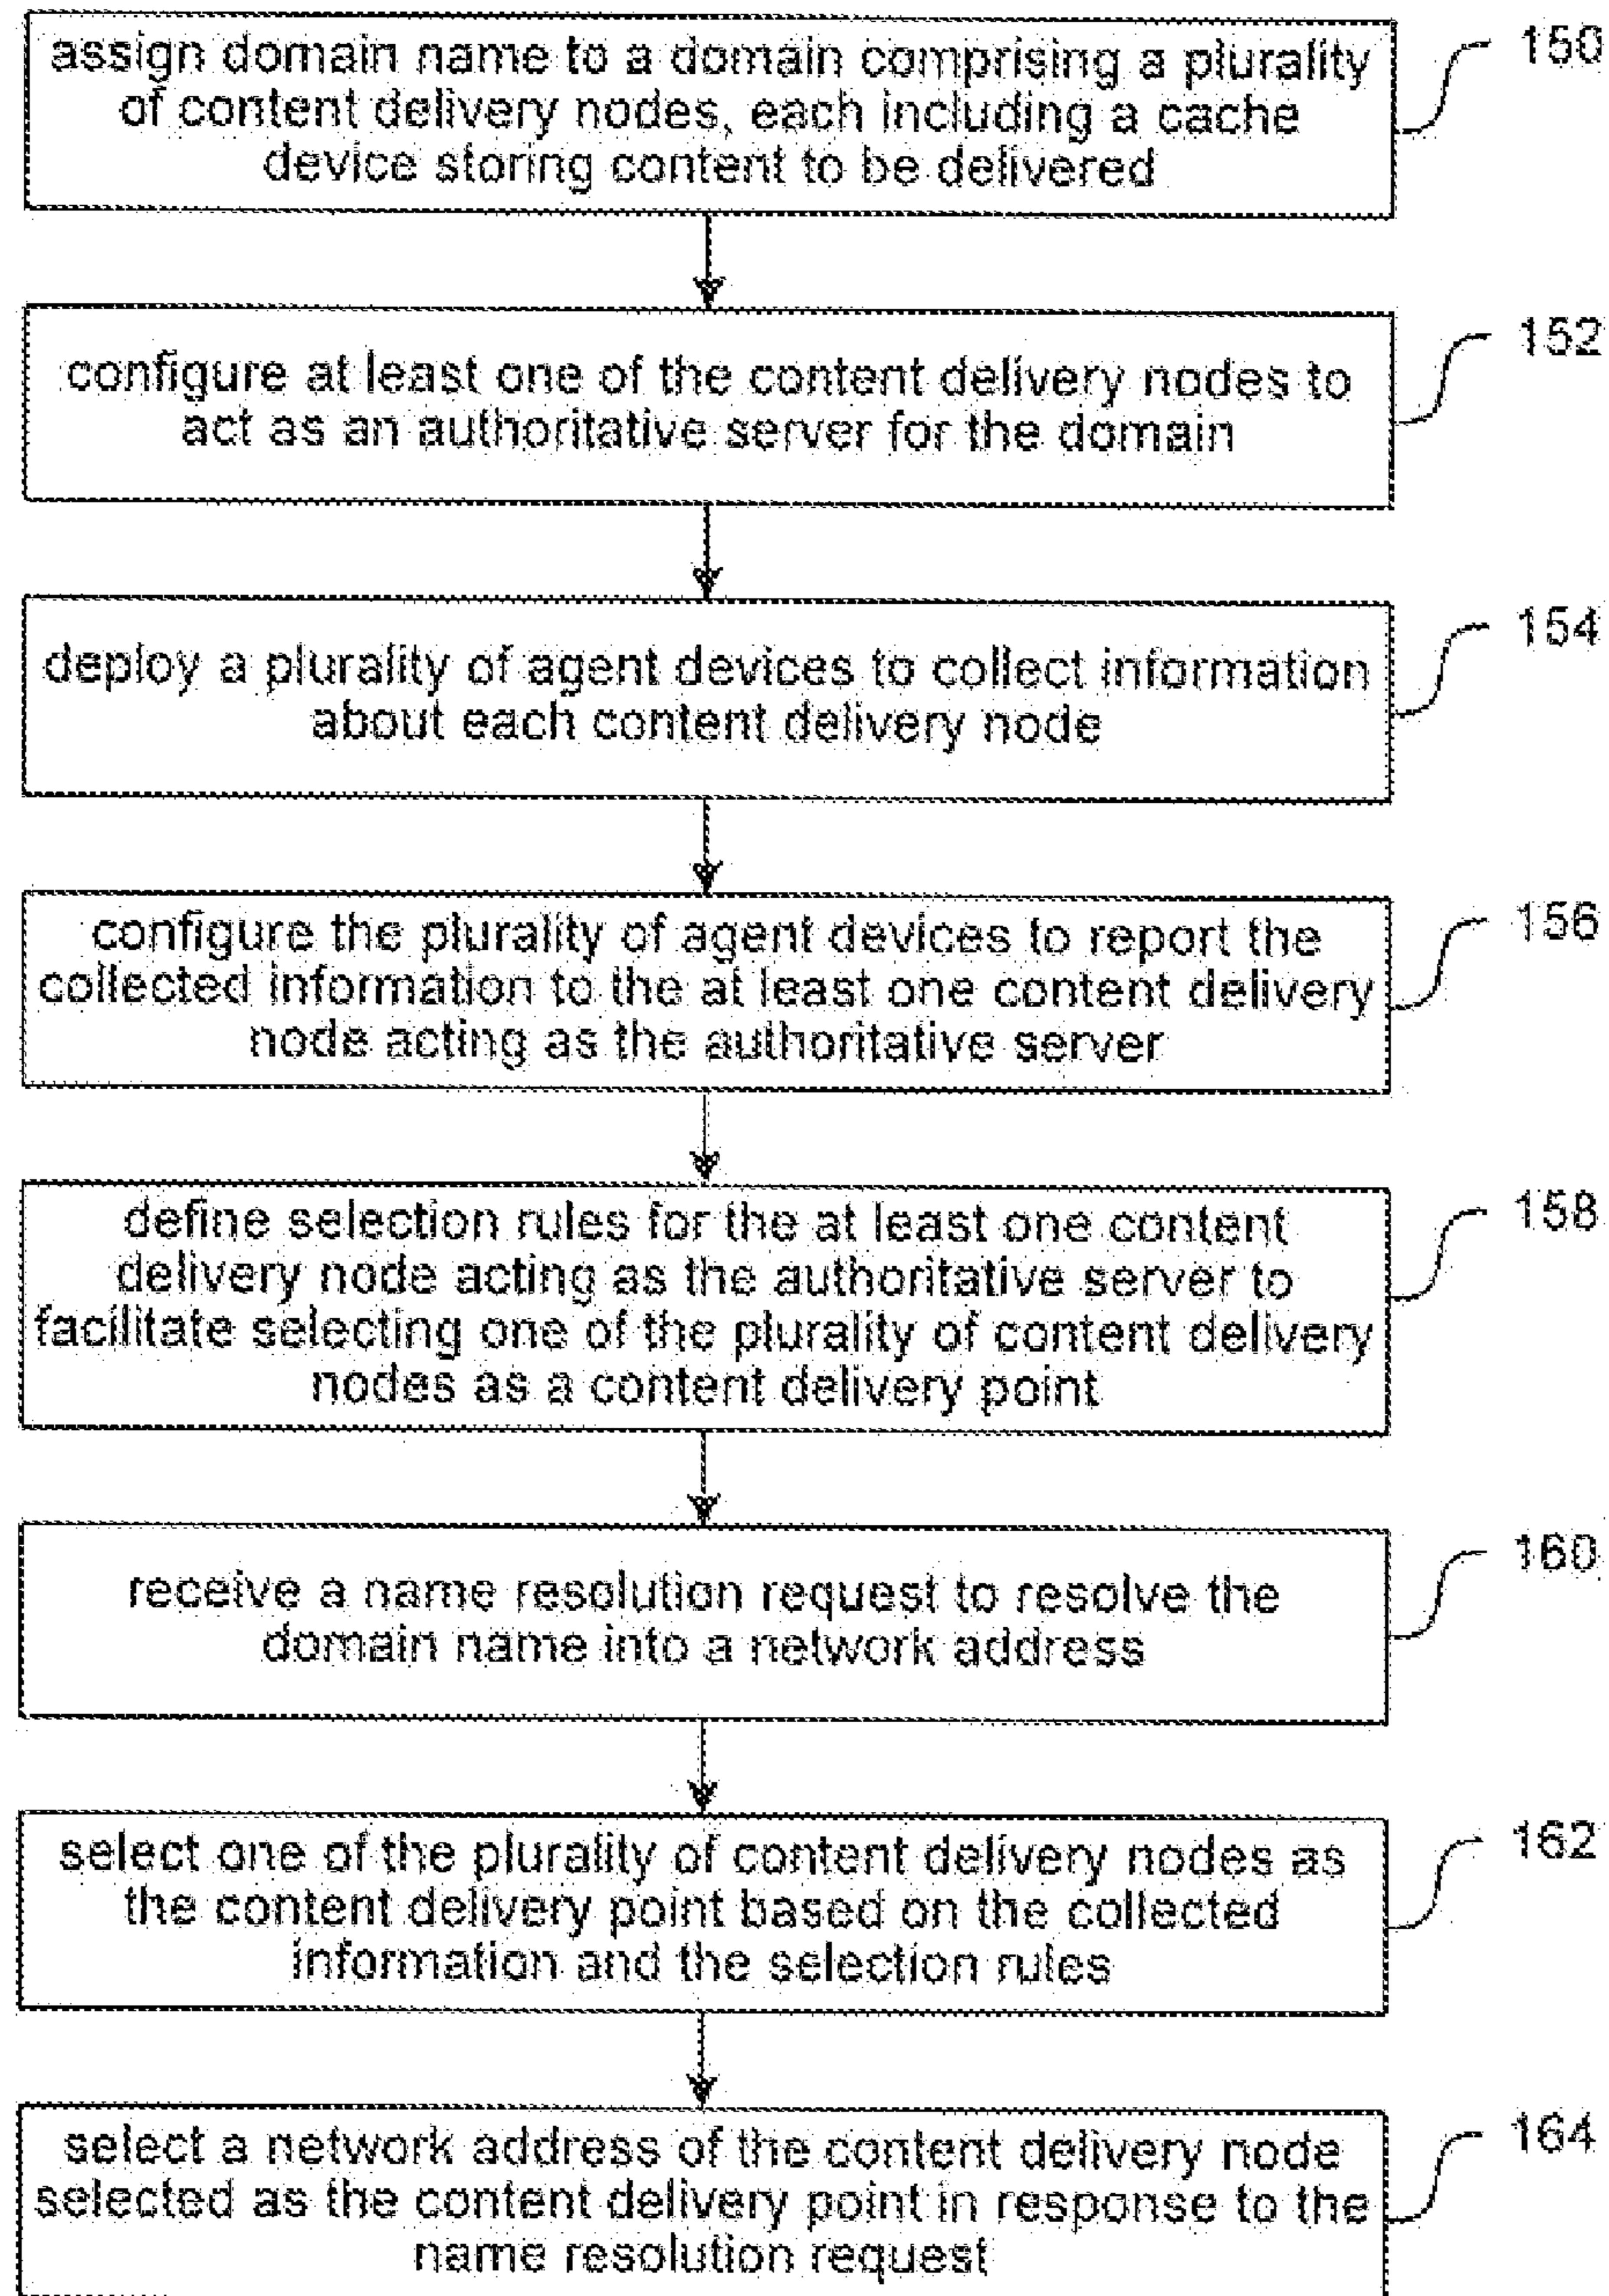 assign domain name to a domain comprising a plurality
of content delivery nodes, each including a cache
device storing content to be delivered
150
configure at least one of the content delivery nodes to
act as an authoritative server for the domain
152
deploy a plurality of agent devices to collect information
about each content delivery node
154
configure the plurality of agent devices to report the
collected information to the at least one content delivery
node acting as the authoritative server
156
define selection rules for the at least one content
delivery node acting as the authoritative server to
facilitate selecting one of the plurality of content delivery
nodes as a content delivery point
158
receive a name resolution request to resolve the
domain name into a network address
160
select one of the plurality of content delivery nodes as
the content delivery point based on the collected
information and the selection rules
162
select a network address of the content delivery node
selected as the content delivery point in response to the
name resolution request
164